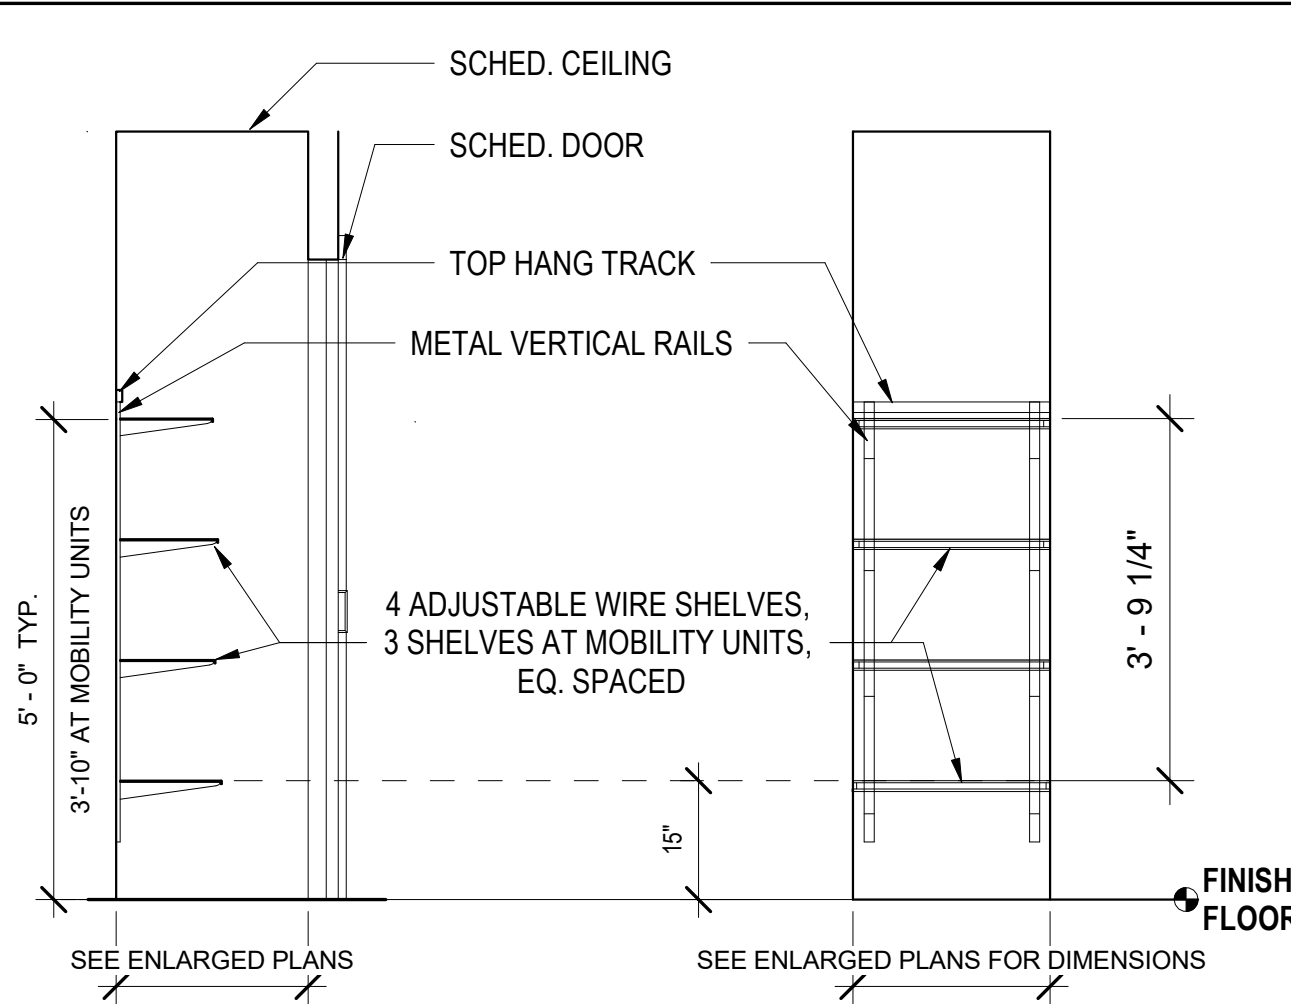 SCHED. CEILING
SCHED. DOOR
TOP HANG TRACK
METAL VERTICAL RAILS
5' - 0" TYP.
3'-10" AT MOBILITY UNITS
4 ADJUSTABLE WIRE SHELVES,
3 SHELVES AT MOBILITY UNITS,
EQ. SPACED
3' - 9 1/4"
15"
FINISH
FLOOR
SEE ENLARGED PLANS
SEE ENLARGED PLANS FOR DIMENSIONS